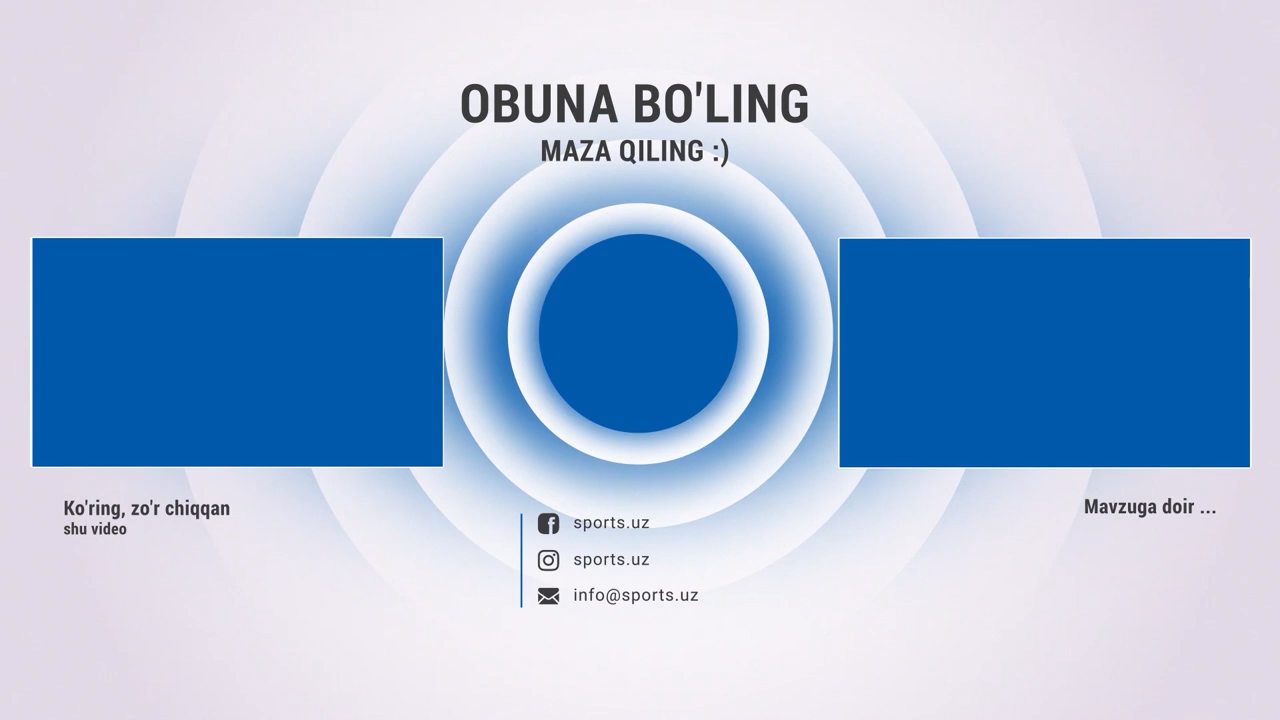 OBUNA BO'LING
MAZA QILING :)
Ko'ring, zo'r chiqqan
shu video
Mavzuga doir ...
sports.uz
sports.uz
info@sports.uz